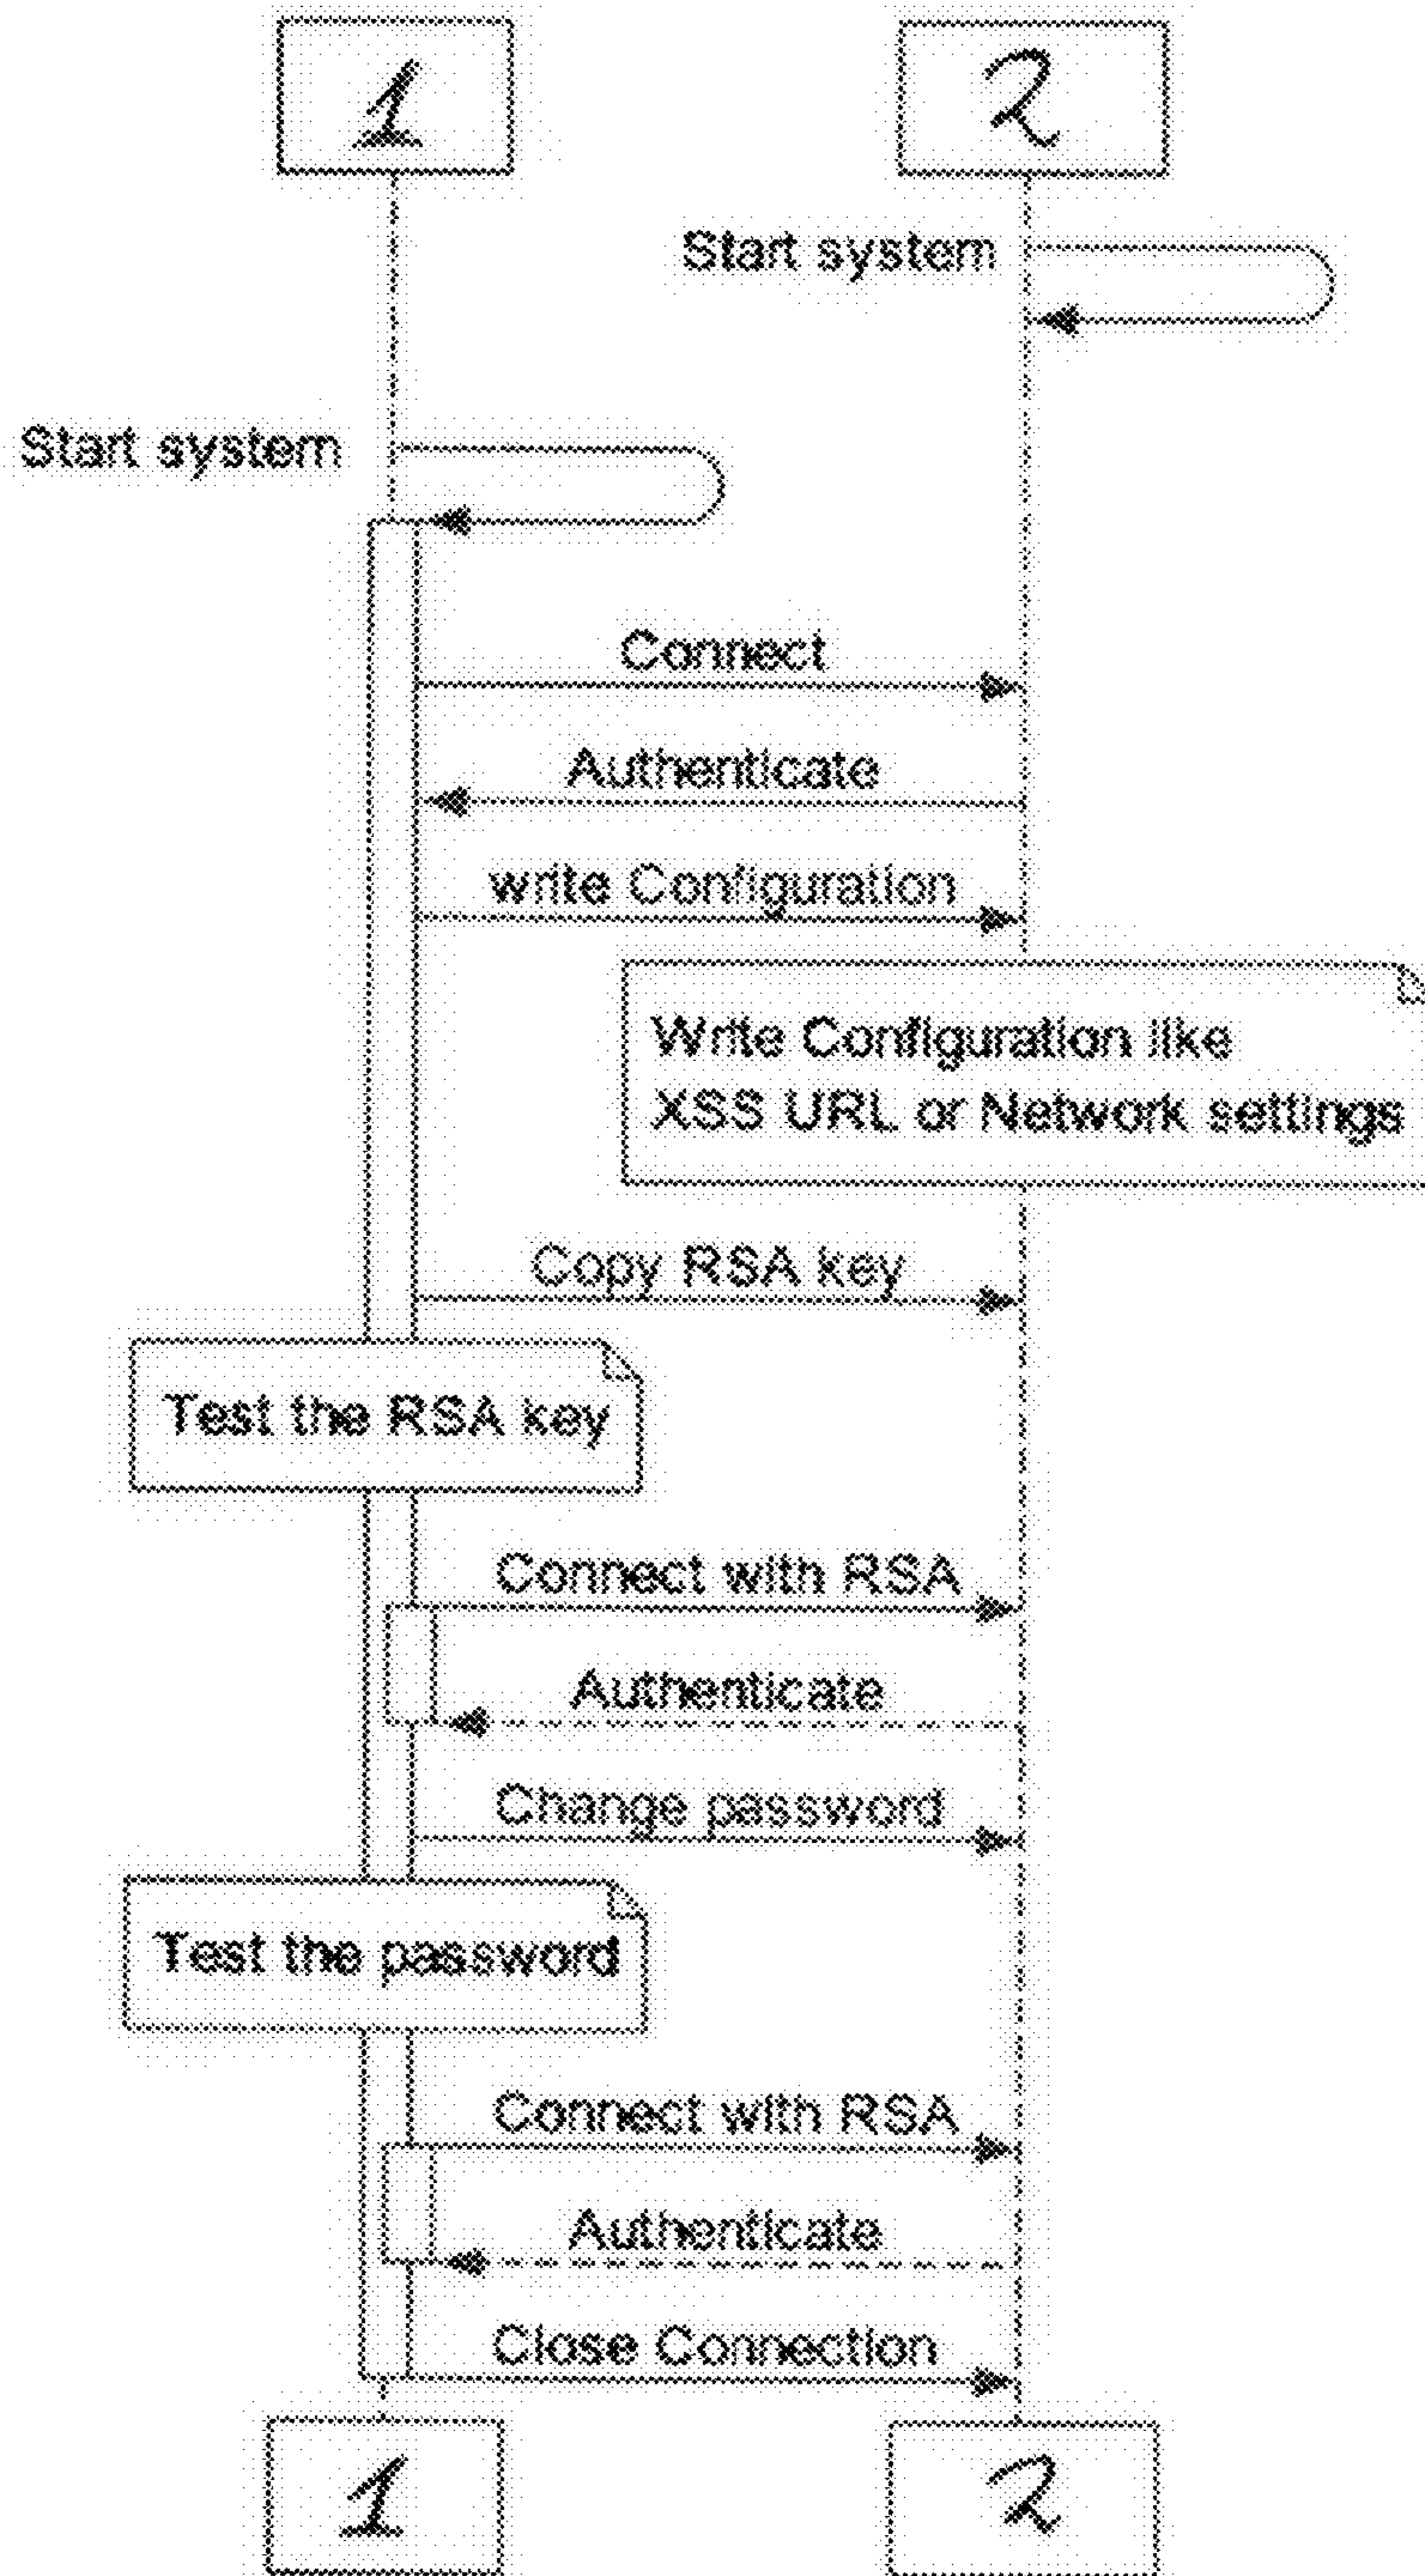 1
2
Start system
Start system
Connect
Authenticate
write Configuration
Write Configuration like
XSS URL or Network settings
Copy RSA key
Test the RSA key
Connect with RSA
Authenticate
Change password
Test the password
Connect with RSA
Authenticate
Close Connection
1
2